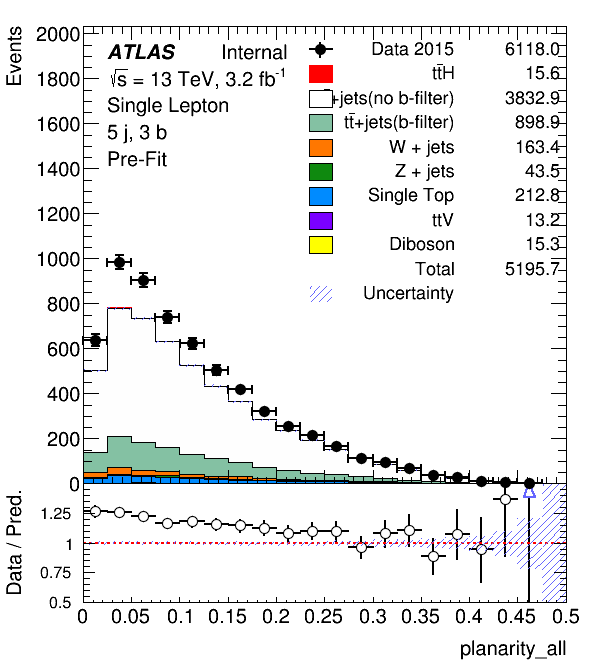 Events
2000
1800
1600
1400
1200
1000
800
600
400
200
0
ATLAS Internal
√s = 13 TeV, 3.2 fb⁻¹
Single Lepton
5 j, 3 b
Pre-Fit
Data 2015 6118.0
tt̄H 15.6
+jets(no b-filter) 3832.9
tt̄+jets(b-filter) 898.9
W + jets 163.4
Z + jets 43.5
Single Top 212.8
ttV 13.2
Diboson 15.3
Total 5195.7
Uncertainty
Data / Pred.
1.25
1
0.75
0.5
0 0.05 0.1 0.15 0.2 0.25 0.3 0.35 0.4 0.45 0.5
planarity_all